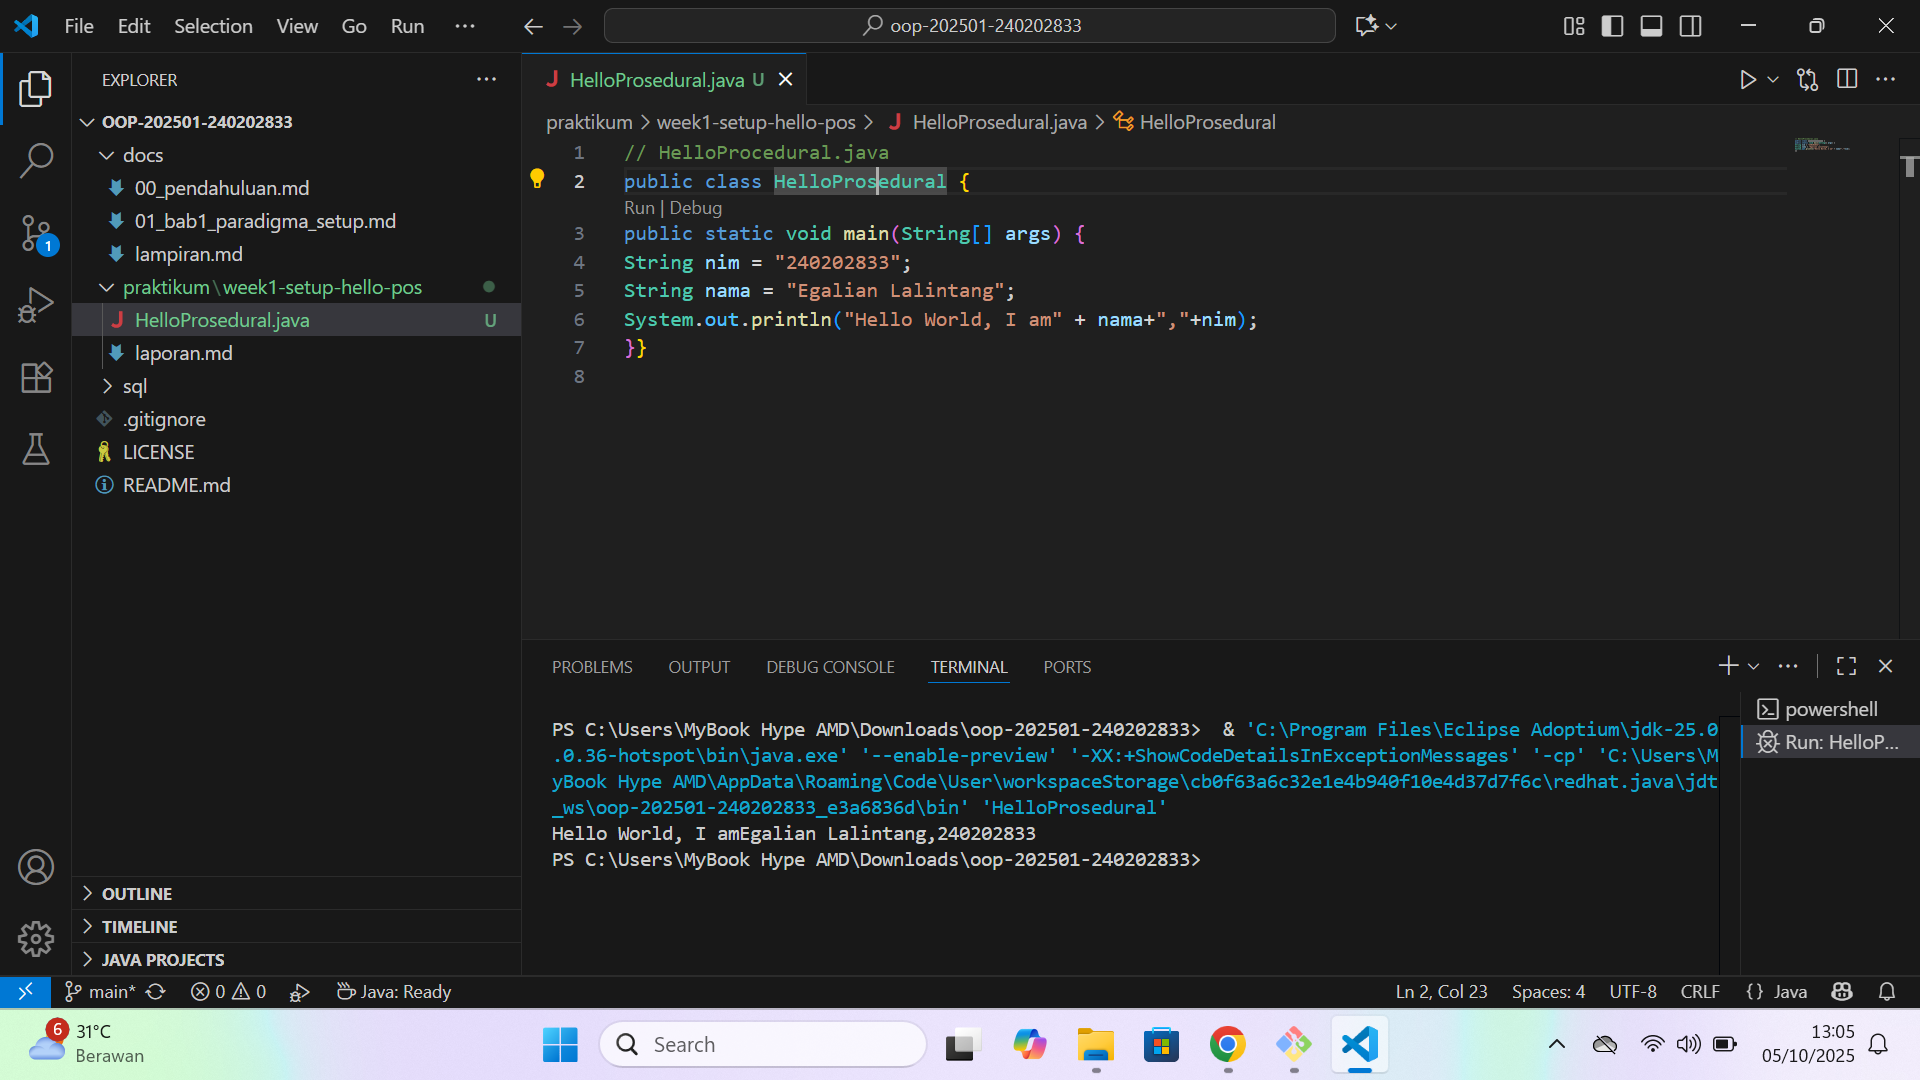 File Edit Selection View Go Run ···
oop-202501-240202833
EXPLORER
OOP-202501-240202833
docs
00_pendahuluan.md
01_bab1_paradigma_setup.md
lampiran.md
praktikum\week1-setup-hello-pos
J HelloProsedural.java U
laporan.md
sql
.gitignore
LICENSE
README.md
OUTLINE
TIMELINE
JAVA PROJECTS
1
J HelloProsedural.java U
praktikum > week1-setup-hello-pos > J HelloProsedural.java > HelloProsedural
1 // HelloProcedural.java
2 public class HelloProsedural {
Run | Debug
3 public static void main(String[] args) {
4 String nim = "240202833";
5 String nama = "Egalian Lalintang";
6 System.out.println("Hello World, I am" + nama+","+nim);
7 }}
8
PROBLEMS OUTPUT DEBUG CONSOLE TERMINAL PORTS
PS C:\Users\MyBook Hype AMD\Downloads\oop-202501-240202833>  & 'C:\Program Files\Eclipse Adoptium\jdk-25.0
.0.36-hotspot\bin\java.exe' '--enable-preview' '-XX:+ShowCodeDetailsInExceptionMessages' '-cp' 'C:\Users\M
yBook Hype AMD\AppData\Roaming\Code\User\workspaceStorage\cb0f63a6c32e1e4b940f10e4d37d7f6c\redhat.java\jdt
_ws\oop-202501-240202833_e3a6836d\bin' 'HelloProsedural'
Hello World, I amEgalian Lalintang,240202833
PS C:\Users\MyBook Hype AMD\Downloads\oop-202501-240202833>
powershell
Run: HelloP...
main* 0 0 Java: Ready
Ln 2, Col 23 Spaces: 4 UTF-8 CRLF {} Java
6
31°C
Berawan
Search
13:05
05/10/2025